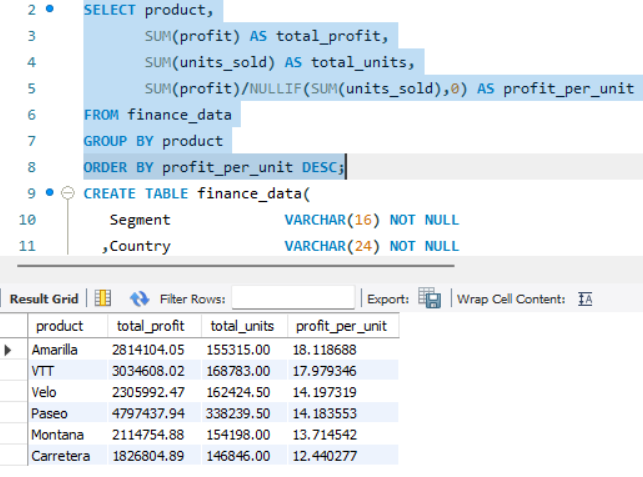 2 SELECT product,
3 SUM(profit) AS total_profit,
4 SUM(units_sold) AS total_units,
5 SUM(profit)/NULLIF(SUM(units_sold),0) AS profit_per_unit
6 FROM finance_data
7 GROUP BY product
8 ORDER BY profit_per_unit DESC;
9 CREATE TABLE finance_data(
10 Segment VARCHAR(16) NOT NULL
11 ,Country VARCHAR(24) NOT NULL
Result Grid Filter Rows: Export: Wrap Cell Content: IA
product total_profit total_units profit_per_unit
Amarilla 2814104.05 155315.00 18.118688
VTT 3034608.02 168783.00 17.979346
Velo 2305992.47 162424.50 14.197319
Paseo 4797437.94 338239.50 14.183553
Montana 2114754.88 154198.00 13.714542
Carretera 1826804.89 146846.00 12.440277